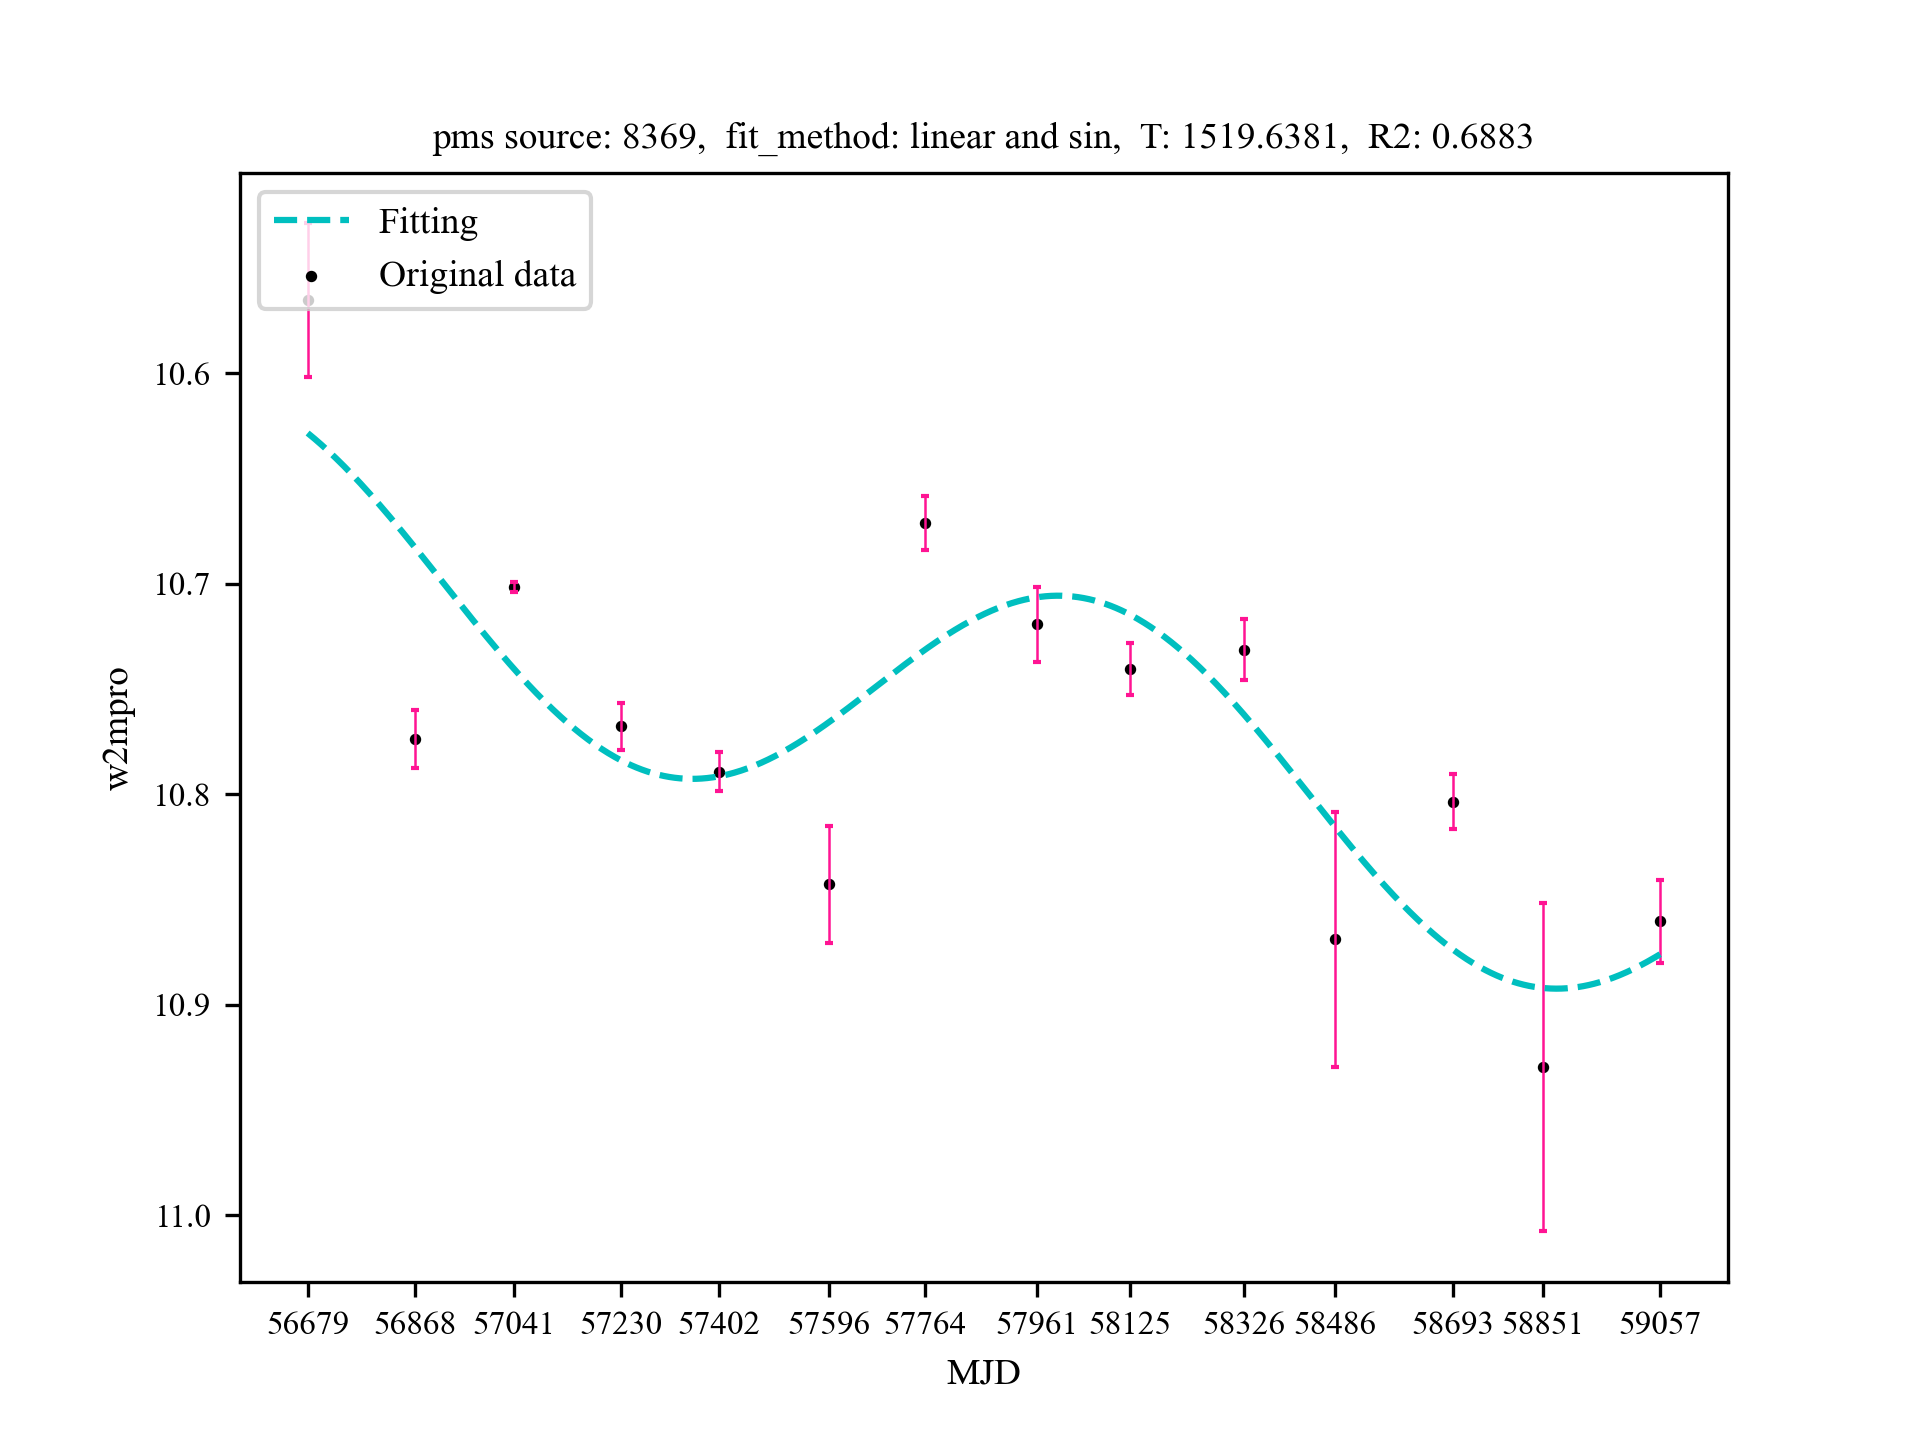 pms source: 8369,  fit_method: linear and sin,  T: 1519.6381,  R2: 0.6883
Fitting
Original data
10.6
10.7
10.8
10.9
11.0
w2mpro
56679 56868 57041 57230 57402 57596 57764 57961 58125 58326 58486 58693 58851 59057
MJD